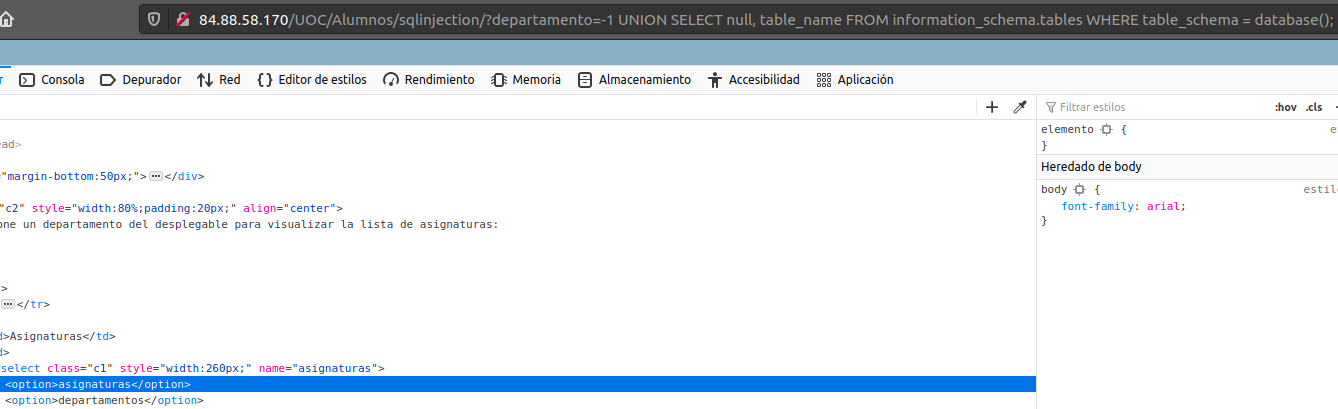 84.88.58.170/UOC/Alumnos/sqlinjection/?departamento=-1 UNION SELECT null, table_name FROM information_schema.tables WHERE table_schema = database();
r Consola Depurador Red Editor de estilos Rendimiento Memoria Almacenamiento Accesibilidad Aplicación
Filtrar estilos :hov .cls
ead>
="margin-bottom:50px;"></div>
"c2" style="width:80%;padding:20px;" align="center">
one un departamento del desplegable para visualizar la lista de asignaturas:
>
</tr>
d>Asignaturas</td>
d>
select class="c1" style="width:260px;" name="asignaturas">
<option>asignaturas</option>
<option>departamentos</option>
elemento {
}
Heredado de body
body { estil
font-family: arial;
}